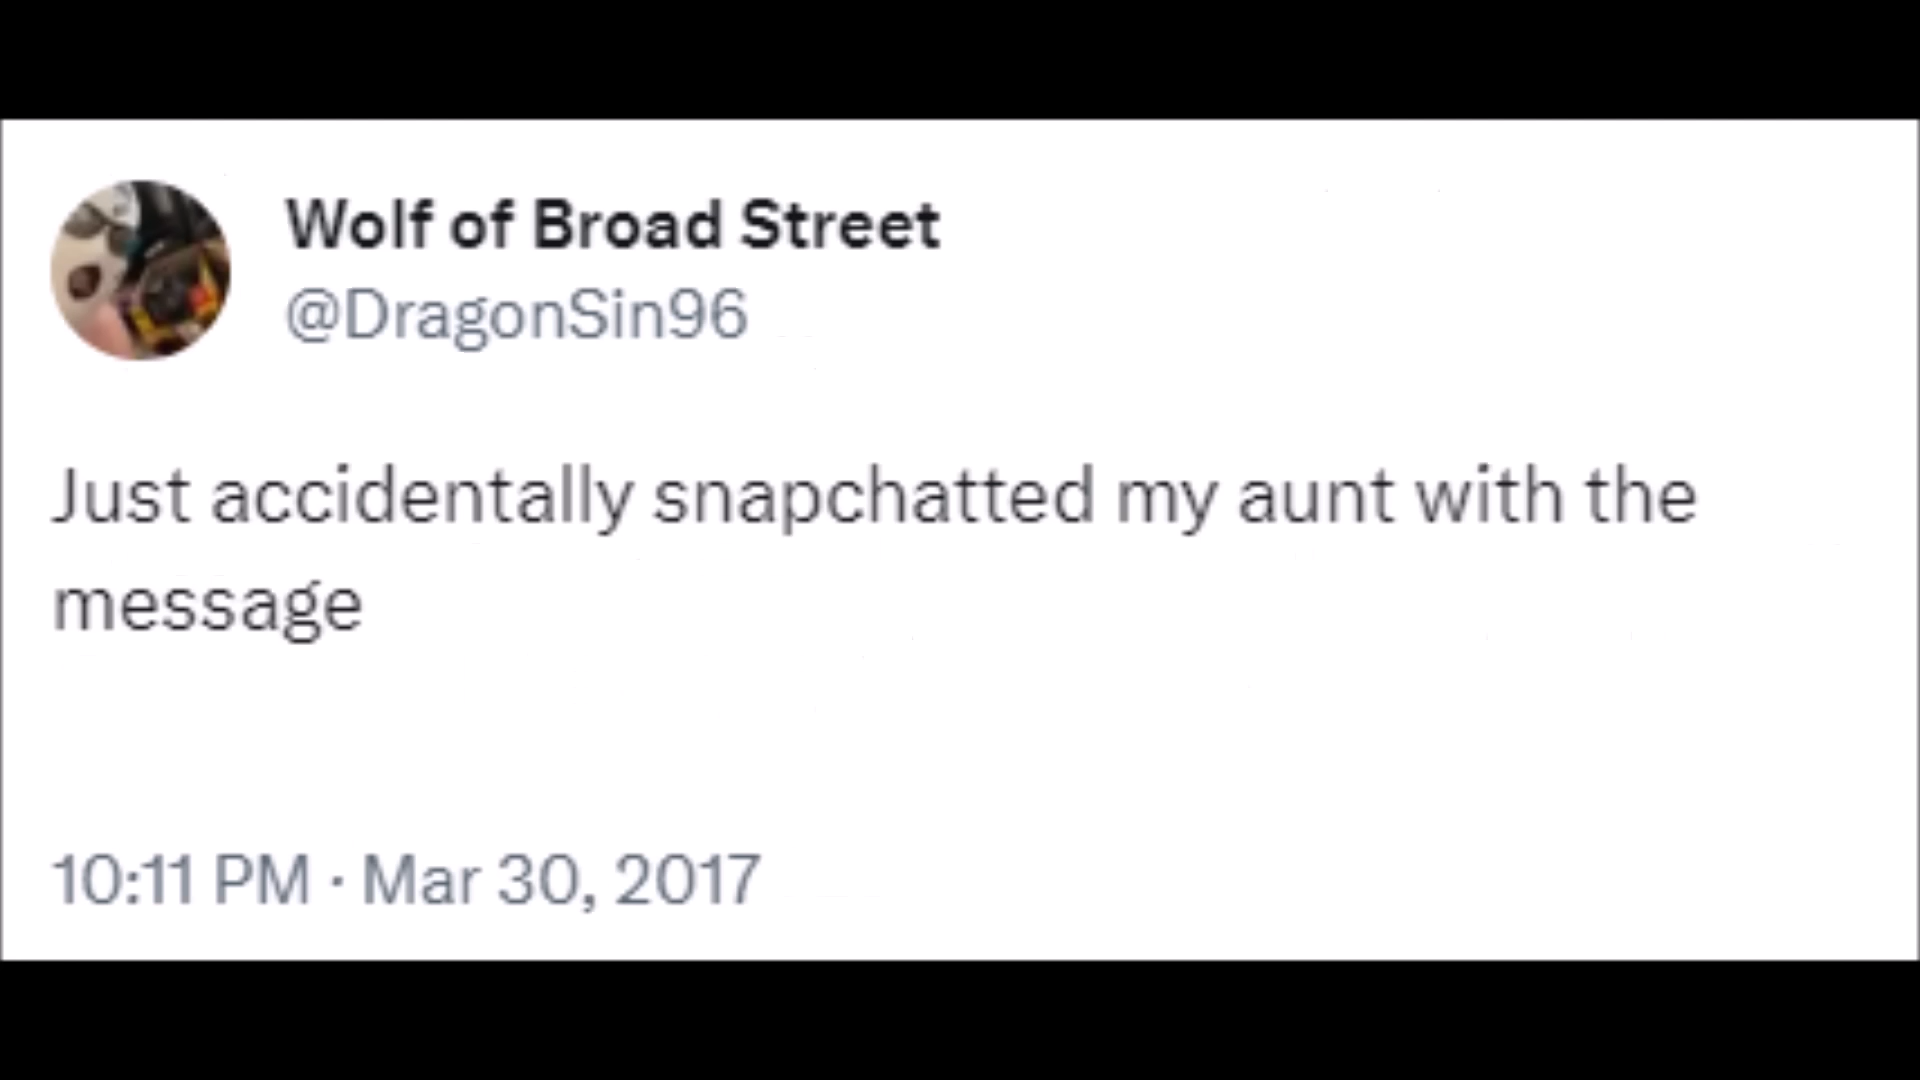 Wolf of Broad Street
@DragonSin96
Just accidentally snapchatted my aunt with the
message
10:11 PM · Mar 30, 2017